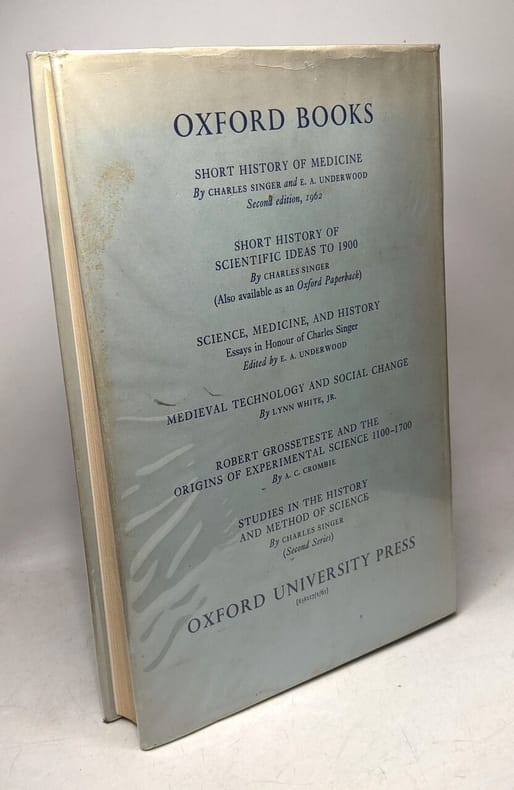 OXFORD BOOKS
SHORT HISTORY OF MEDICINE
By CHARLES SINGER and E. A. UNDERWOOD
Second edition, 1962
SHORT HISTORY OF
SCIENTIFIC IDEAS TO 1900
By CHARLES SINGER
(Also available as an Oxford Paperback)
SCIENCE, MEDICINE, AND HISTORY
Essays in Honour of Charles Singer
Edited by E. A. UNDERWOOD
MEDIEVAL TECHNOLOGY AND SOCIAL CHANGE
By LYNN WHITE, JR.
ROBERT GROSSETESTE AND THE
ORIGINS OF EXPERIMENTAL SCIENCE 1100-1700
By A. C. CROMBIE
STUDIES IN THE HISTORY
AND METHOD OF SCIENCE
By CHARLES SINGER
(Second Series)
OXFORD UNIVERSITY PRESS